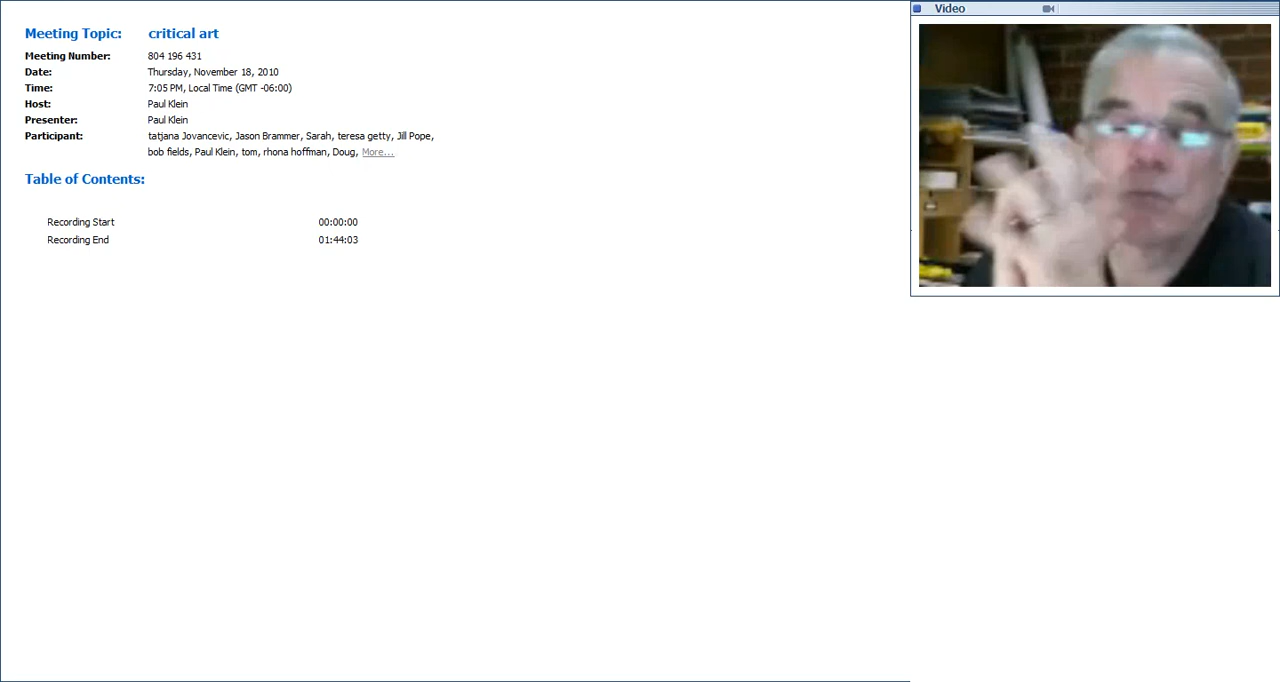 Meeting Topic: critical art
Meeting Number: 804 196 431
Date: Thursday, November 18, 2010
Time: 7:05 PM, Local Time (GMT -06:00)
Host: Paul Klein
Presenter: Paul Klein
Participant: tatjana Jovancevic, Jason Brammer, Sarah, teresa getty, Jill Pope,
bob fields, Paul Klein, tom, rhona hoffman, Doug, More...
Table of Contents:
Recording Start 00:00:00
Recording End 01:44:03
Video